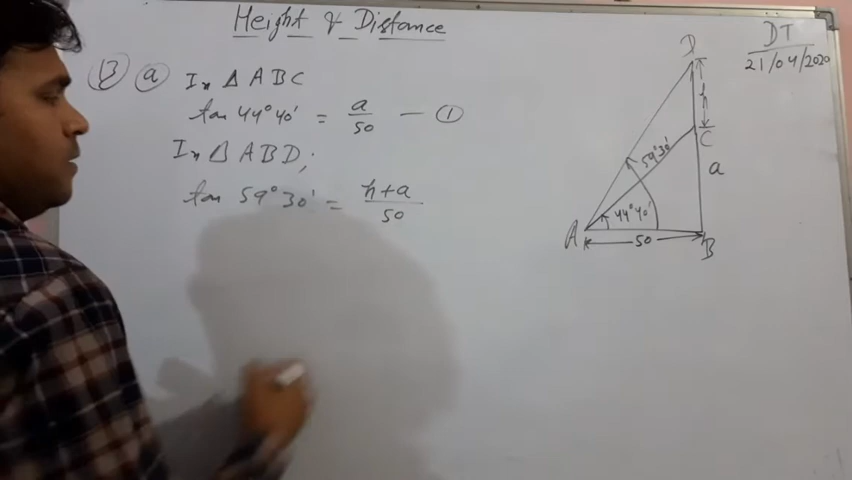 Height & Distance
DT
21/04/2020
13 a In △ ABC
tan 44°40' = a/50 — 1
In △ ABD;
tan 59°30' = h+a/50
D
h
C
59°30'
a
44°40'
A
50
B